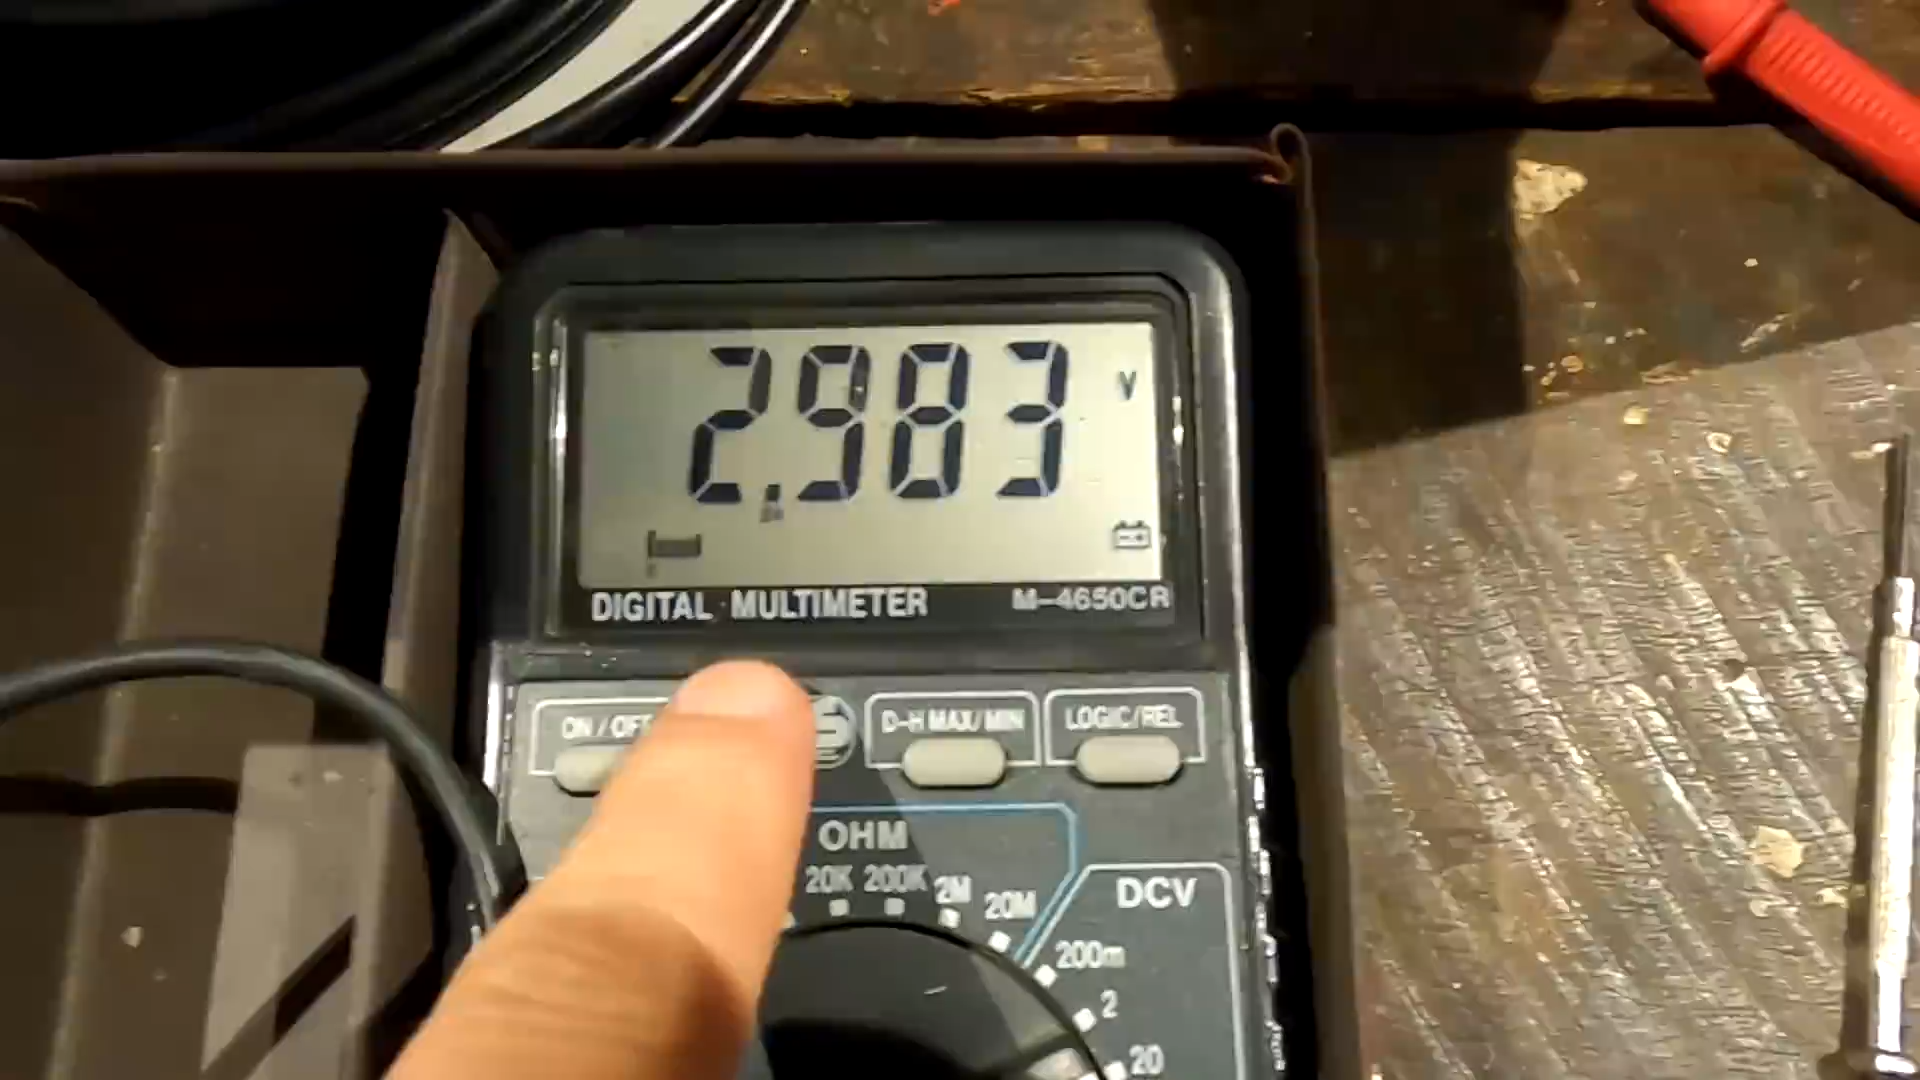 2.983 V
DIGITAL MULTIMETER M-4650CR
ON / OFF D-H MAX/MIN LOGIC/REL
OHM
20K 200K 2M 20M
DCV
200m
2
20